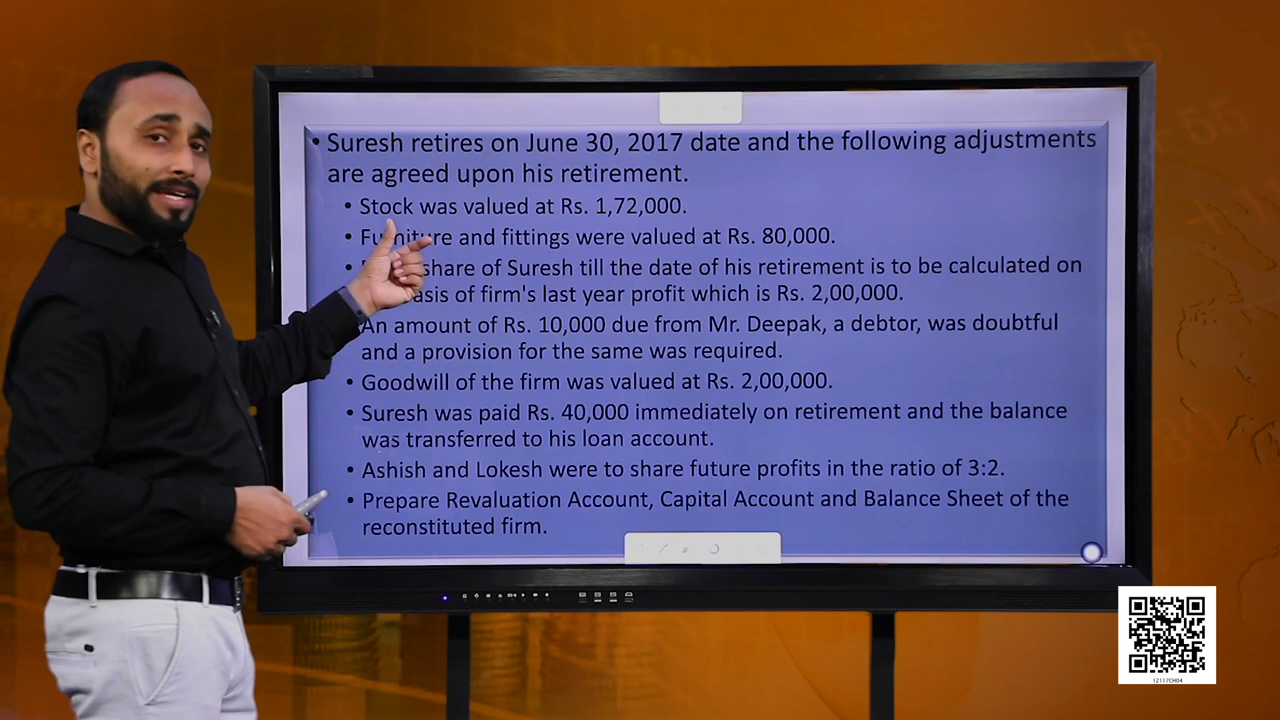 • Suresh retires on June 30, 2017 date and the following adjustments
are agreed upon his retirement.
• Stock was valued at Rs. 1,72,000.
• Furniture and fittings were valued at Rs. 80,000.
• share of Suresh till the date of his retirement is to be calculated on
of firm's last year profit which is Rs. 2,00,000.
An amount of Rs. 10,000 due from Mr. Deepak, a debtor, was doubtful
and a provision for the same was required.
• Goodwill of the firm was valued at Rs. 2,00,000.
• Suresh was paid Rs. 40,000 immediately on retirement and the balance
was transferred to his loan account.
• Ashish and Lokesh were to share future profits in the ratio of 3:2.
• Prepare Revaluation Account, Capital Account and Balance Sheet of the
reconstituted firm.
12117CH04